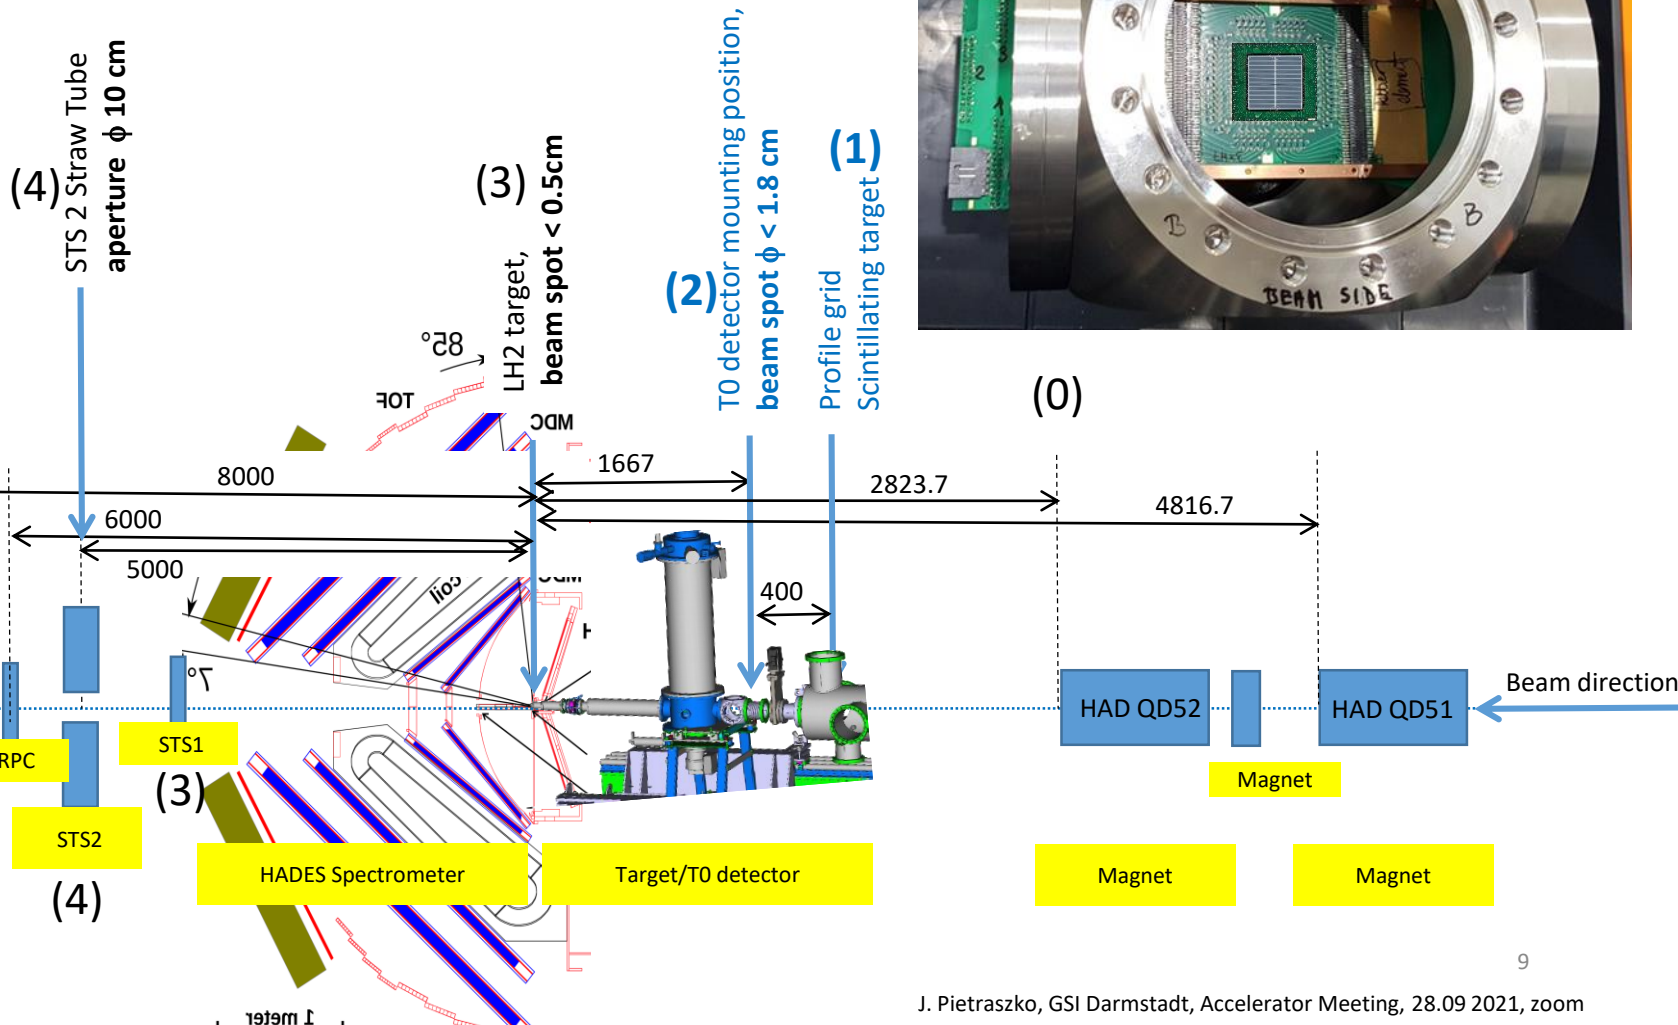 (4)
STS 2 Straw Tube
aperture ϕ 10 cm
(3)
LH2 target,
beam spot < 0.5cm
(2)
T0 detector mounting position,
beam spot ϕ < 1.8 cm
(1)
Profile grid
Scintillating target
2
1
B
B
BEAM SIDE
(0)
85°
TOF
MDC
8000
1667
2823.7
4816.7
6000
5000
400
coil
MDC
7°
Beam direction
HAD QD52
HAD QD51
Magnet
RPC
STS1
(3)
STS2
(4)
HADES Spectrometer
Target/T0 detector
Magnet
Magnet
1 meter
9
J. Pietraszko, GSI Darmstadt, Accelerator Meeting, 28.09 2021, zoom